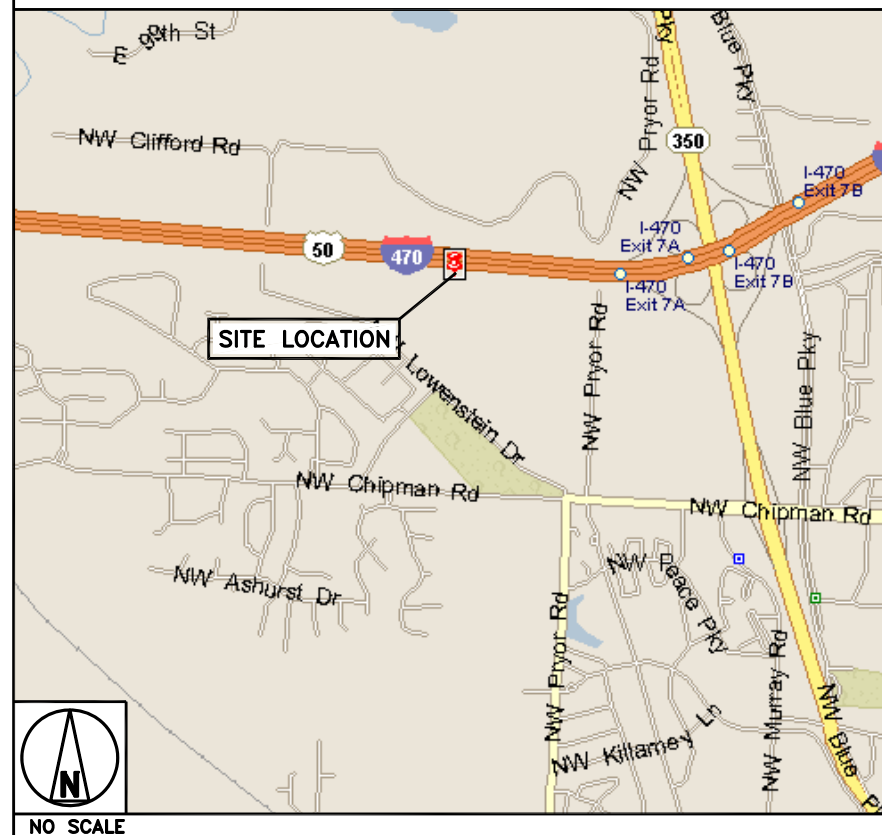 E 99th St
NW Clifford Rd
NW Pryor Rd
Pky
Blue Pky
350
I-470
Exit 7B
50
470
I-470
Exit 7A
I-470
Exit 7B
I-470
Exit 7A
SITE LOCATION
Lowenstein Dr
NW Pryor Rd
NW Blue Pky
NW Chipman Rd
NW Chipman Rd
NW Ashurst Dr
NW Peace Pky
NW Pryor Rd
NW Murray Rd
NW Killarney Ln
NW Blue
N
NO SCALE